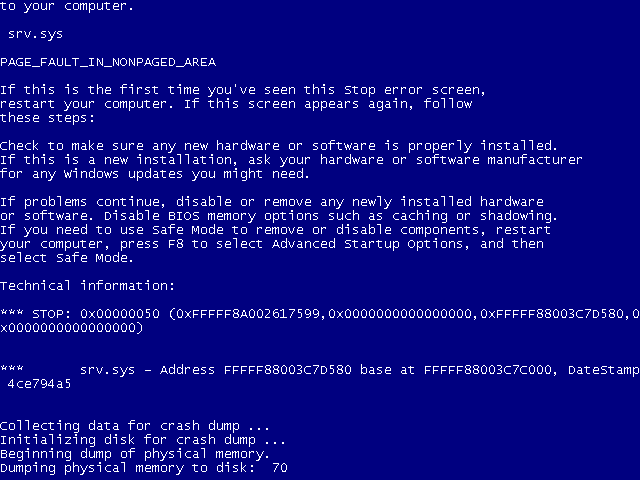 to your computer.
srv.sys
PAGE_FAULT_IN_NONPAGED_AREA
If this is the first time you've seen this Stop error screen,
restart your computer. If this screen appears again, follow
these steps:
Check to make sure any new hardware or software is properly installed.
If this is a new installation, ask your hardware or software manufacturer
for any Windows updates you might need.
If problems continue, disable or remove any newly installed hardware
or software. Disable BIOS memory options such as caching or shadowing.
If you need to use Safe Mode to remove or disable components, restart
your computer, press F8 to select Advanced Startup Options, and then
select Safe Mode.
Technical information:
*** STOP: 0x00000050 (0xFFFFF8A002617599,0x0000000000000000,0xFFFFF88003C7D580,0
x0000000000000000)
***       srv.sys - Address FFFFF88003C7D580 base at FFFFF88003C7C000, DateStamp
4ce794a5
Collecting data for crash dump ...
Initializing disk for crash dump ...
Beginning dump of physical memory.
Dumping physical memory to disk:  70